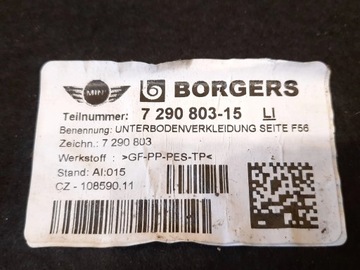 MINI BORGERS
Teilnummer: 7 290 803-15 LI
Benennung: UNTERBODENVERKLEIDUNG SEITE F56
Zeichn.: 7 290 803
Werkstoff : >GF-PP-PES-TP<
Stand: AI:015
CZ - 108590.11